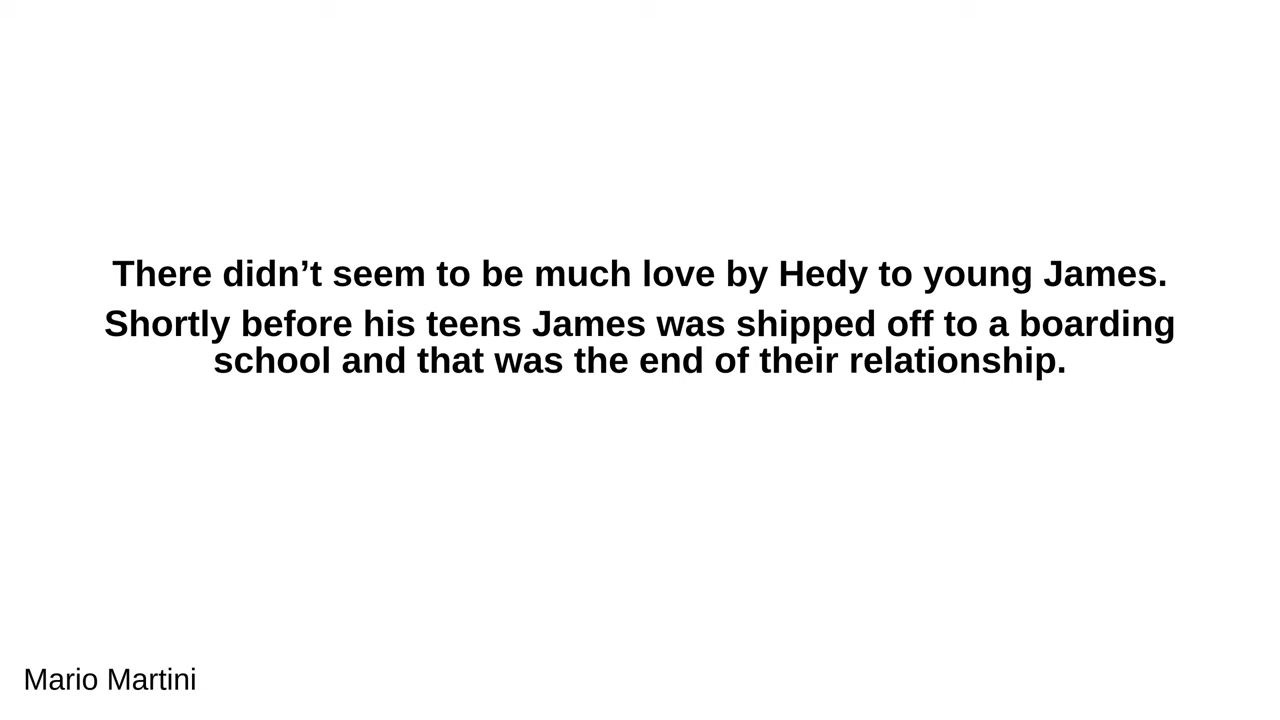 There didn’t seem to be much love by Hedy to young James.
Shortly before his teens James was shipped off to a boarding
school and that was the end of their relationship.
Mario Martini